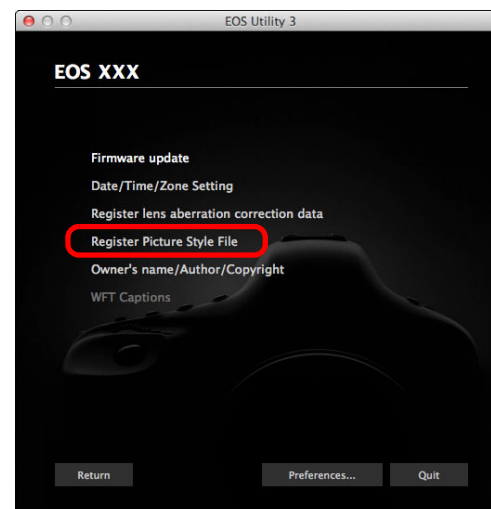 EOS Utility 3
EOS XXX
Firmware update
Date/Time/Zone Setting
Register lens aberration correction data
Register Picture Style File
Owner's name/Author/Copyright
WFT Captions
Return
Preferences...
Quit